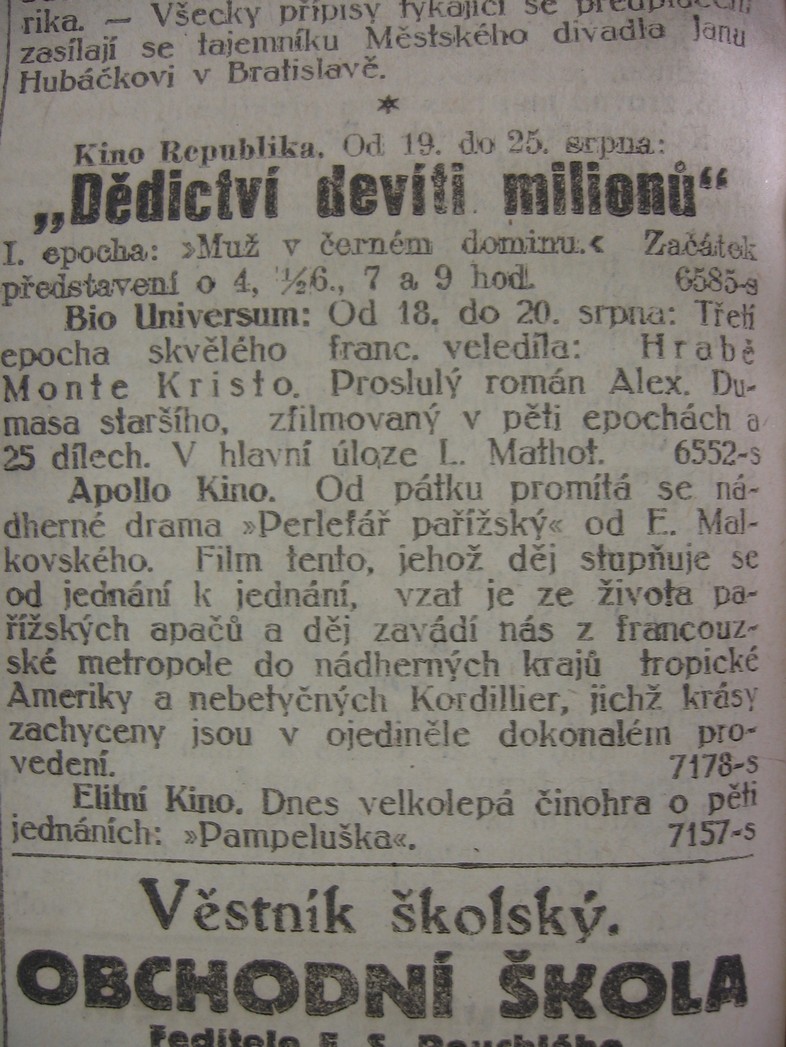 rika. — Všecky přípisy týkající se
zasílají se tajemníku Městského divadla Janu
Hubáčkovi v Bratislavě.
*
Kino Republika. Od 19. do 25. srpna:
„Dědictví devíti milionů“
I. epocha: »Muž v černém dominu.« Začátek
představení o 4, ½6., 7 a 9 hod. 6585-s
Bio Universum: Od 18. do 20. srpna: Třetí
epocha skvělého franc. veledíla: Hrabě
Monte Kristo. Proslulý román Alex. Du-
masa staršího, zfilmovaný v pěti epochách a
25 dílech. V hlavní úloze L. Mathot. 6552-s
Apollo Kino. Od pátku promítá se ná-
dherné drama »Perletář pařížský« od E. Mal-
kovského. Film tento, jehož děj stupňuje se
od jednání k jednání, vzat je ze života pa-
řížských apačů a děj zavádí nás z francouz-
ské metropole do nádherných krajů tropické
Ameriky a nebetyčných Kordillier, jichž krásy
zachyceny jsou v ojediněle dokonalém pro-
vedení. 7178-s
Elitní Kino. Dnes velkolepá činohra o pěti
jednáních: »Pampeluška«. 7157-s
Věstník školský.
OBCHODNÍ ŠKOLA
ředitele F. S.